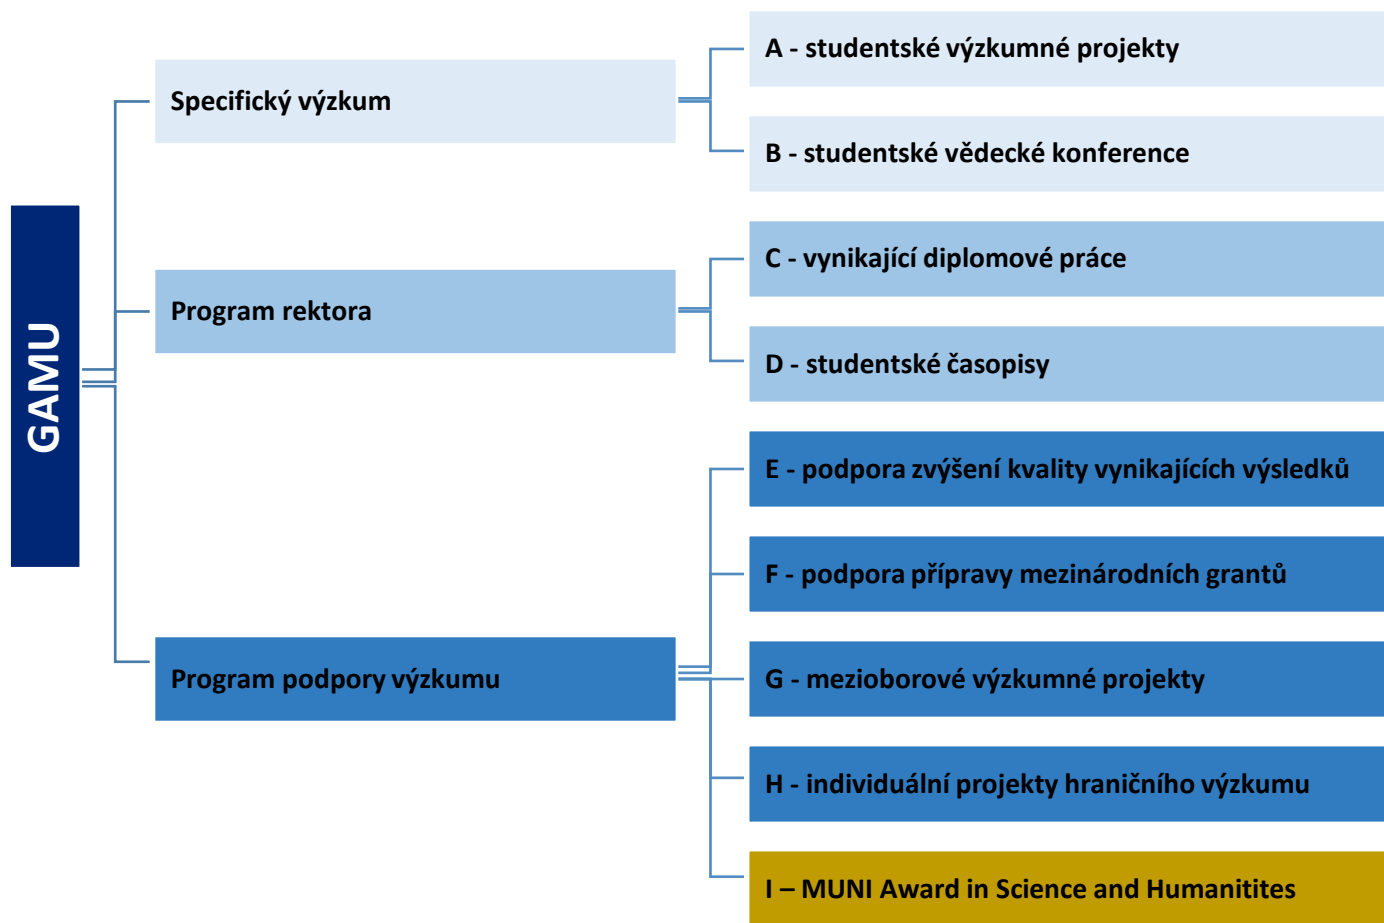 GAMU
Specifický výzkum
A - studentské výzkumné projekty
B - studentské vědecké konference
Program rektora
C - vynikající diplomové práce
D - studentské časopisy
Program podpory výzkumu
E - podpora zvýšení kvality vynikajících výsledků
F - podpora přípravy mezinárodních grantů
G - mezioborové výzkumné projekty
H - individuální projekty hraničního výzkumu
I – MUNI Award in Science and Humanitites